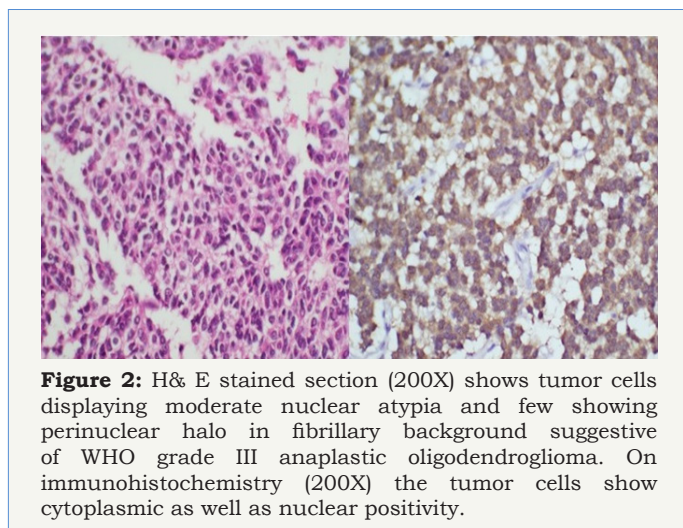 Figure 2: H& E stained section (200X) shows tumor cells
displaying moderate nuclear atypia and few showing
perinuclear halo in fibrillary background suggestive
of WHO grade III anaplastic oligodendroglioma. On
immunohistochemistry (200X) the tumor cells show
cytoplasmic as well as nuclear positivity.